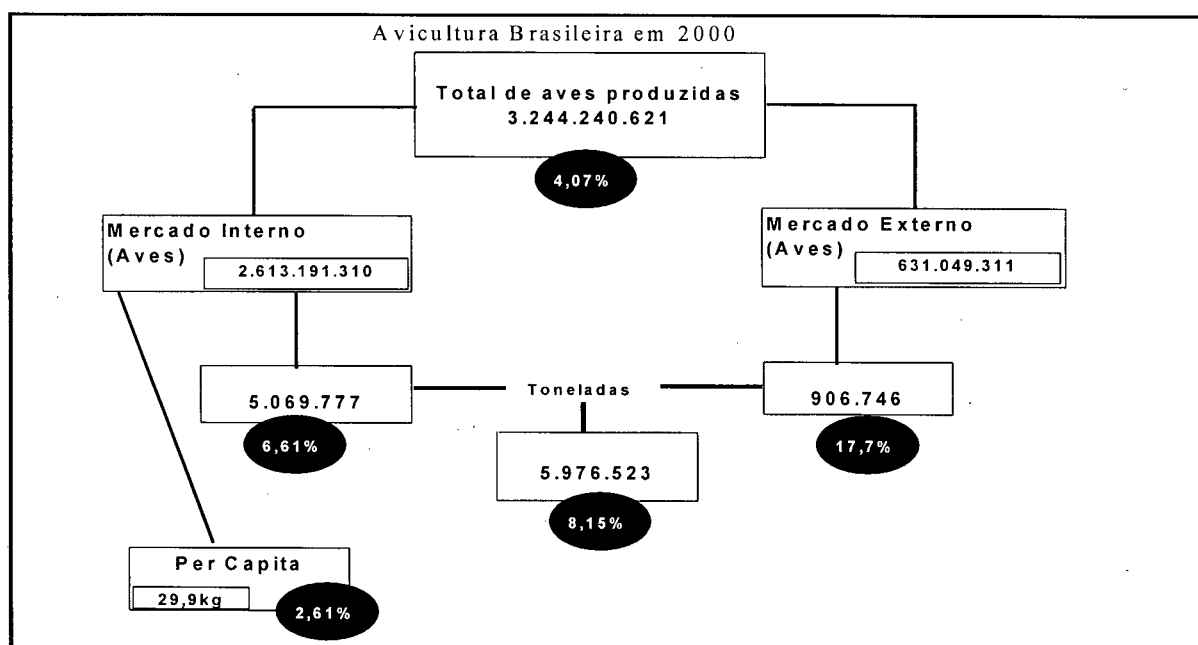 Avicultura Brasileira em 2000
Total de aves produzidas
3.244.240.621
4,07%
Mercado Interno
(Aves)
2.613.191.310
Mercado Externo
(Aves)
631.049.311
5.069.777
Toneladas
906.746
6,61%
17,7%
5.976.523
8,15%
Per Capita
29,9kg
2,61%